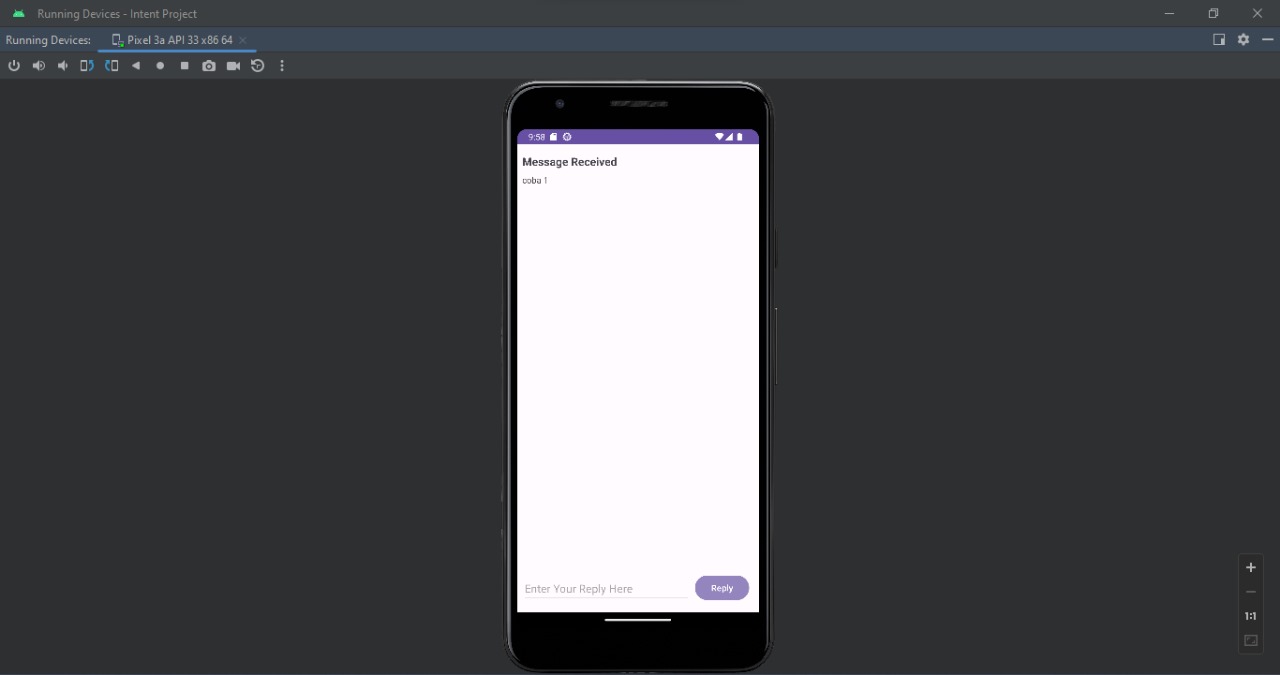 Running Devices - Intent Project
Running Devices: Pixel 3a API 33 x86 64
9:58
Message Received
coba 1
Enter Your Reply Here Reply
1:1